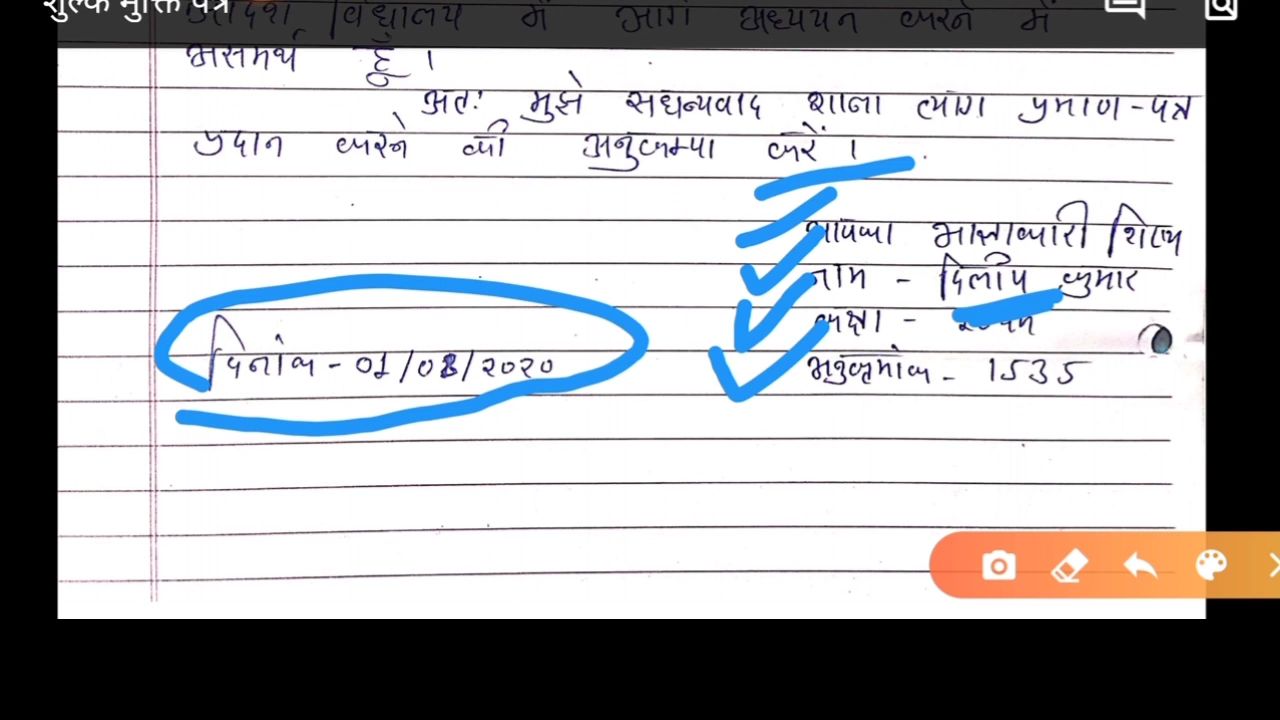 शुल्क मुक्ति पत्र
विद्यालय में आगे अध्ययन करने में
असमर्थ हूँ ।
अतः मुझे सधन्यवाद शाला त्याग प्रमाण-पत्र
प्रदान करने की अनुकम्पा करें ।
आपका आज्ञाकारी शिष्य
नाम - दिलीप कुमार
कक्षा -
दिनांक - 01/08/2020
अनुक्रमांक - 1535